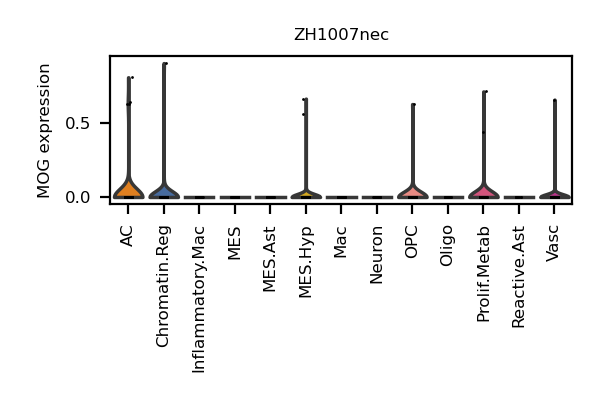 ZH1007nec
MOG expression
0.5
0.0
AC
Chromatin.Reg
Inflammatory.Mac
MES
MES.Ast
MES.Hyp
Mac
Neuron
OPC
Oligo
Prolif.Metab
Reactive.Ast
Vasc